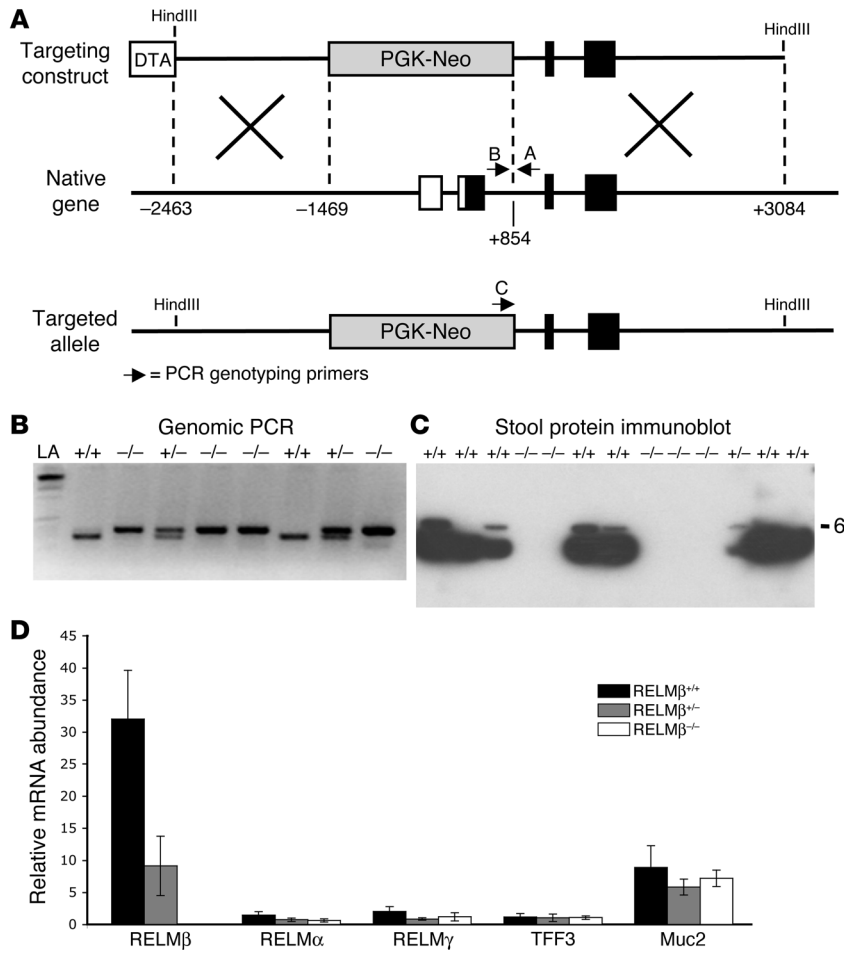 A
HindIII
HindIII
Targeting
construct
DTA
PGK-Neo
B A
Native
gene
–2463
–1469
+854
+3084
C
HindIII
HindIII
Targeted
allele
PGK-Neo
= PCR genotyping primers
B
Genomic PCR
LA +/+ –/– +/– –/– –/– +/+ +/– –/–
C
Stool protein immunoblot
+/+ +/+ +/+ –/– –/– +/+ +/+ –/– –/– –/– +/– +/+ +/+
6
D
Relative mRNA abundance
45
40
35
30
25
20
15
10
5
0
RELMβ+/+
RELMβ+/–
RELMβ–/–
RELMβ RELMα RELMγ TFF3 Muc2